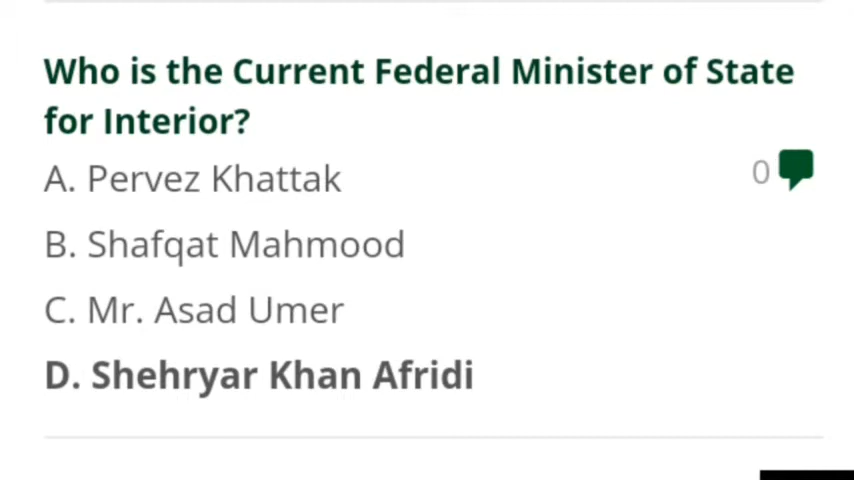 Who is the Current Federal Minister of State
for Interior?
A. Pervez Khattak
0
B. Shafqat Mahmood
C. Mr. Asad Umer
D. Shehryar Khan Afridi